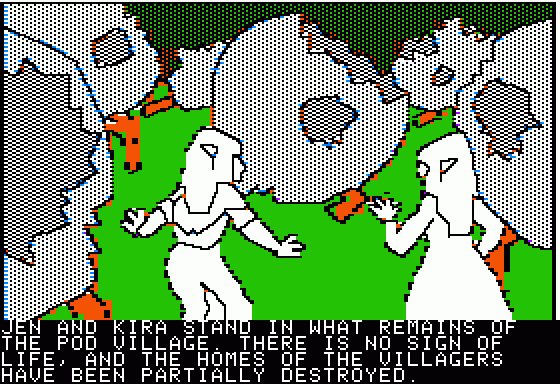 JEN AND KIRA STAND IN WHAT REMAINS OF
THE POD VILLAGE. THERE IS NO SIGN OF
LIFE, AND THE HOMES OF THE VILLAGERS
HAVE BEEN PARTIALLY DESTROYED.